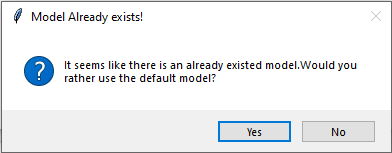 Model Already exists!
It seems like there is an already existed model.Would you
rather use the default model?
Yes
No